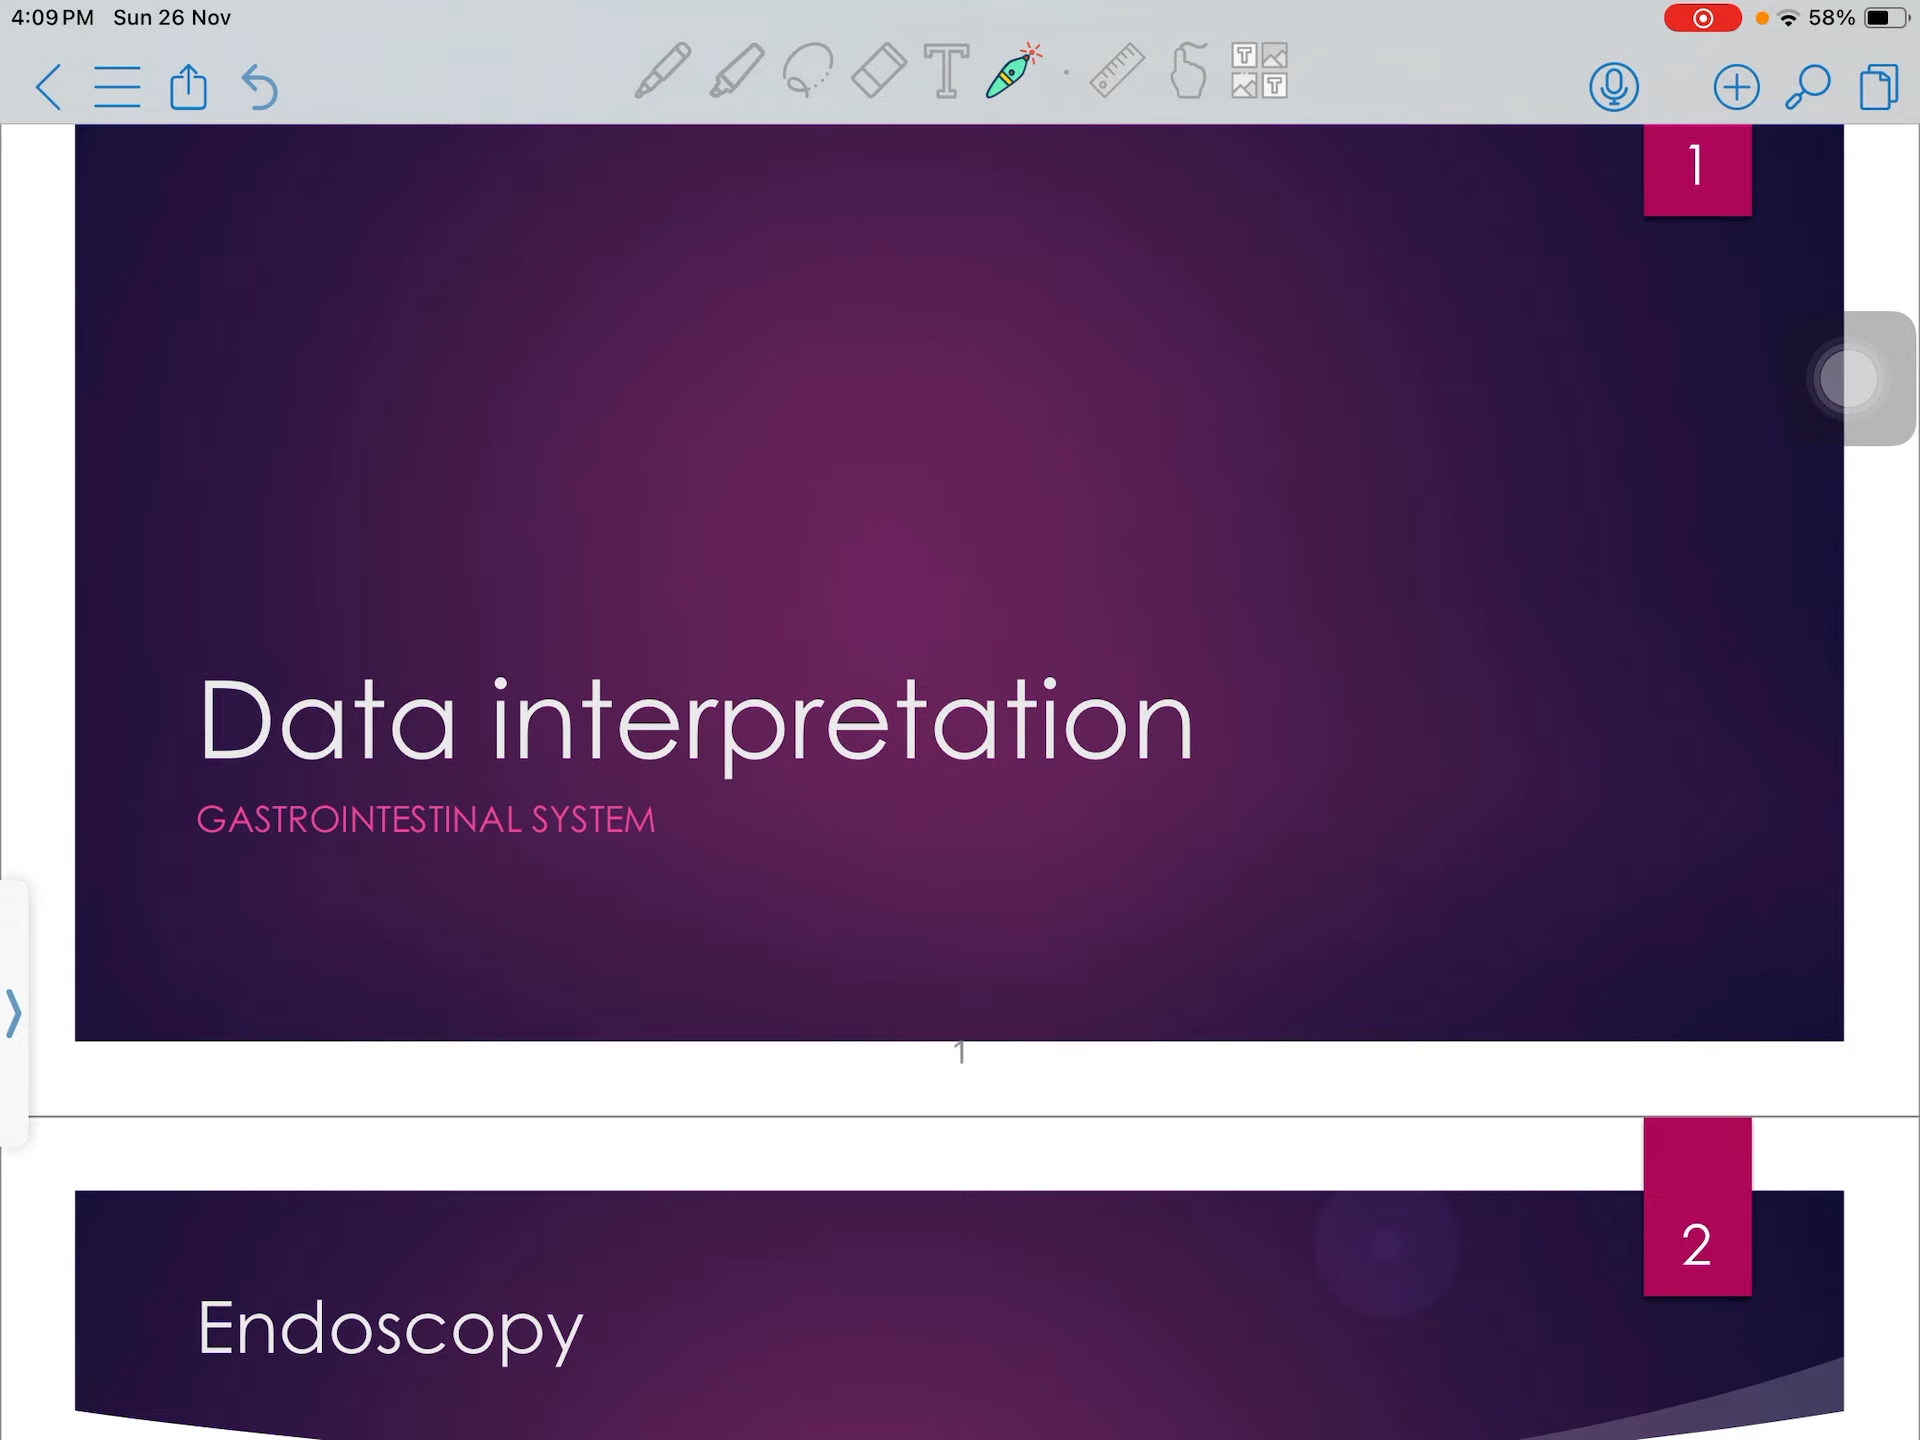 4:09 PM Sun 26 Nov
58%
1
Data interpretation
GASTROINTESTINAL SYSTEM
1
2
Endoscopy